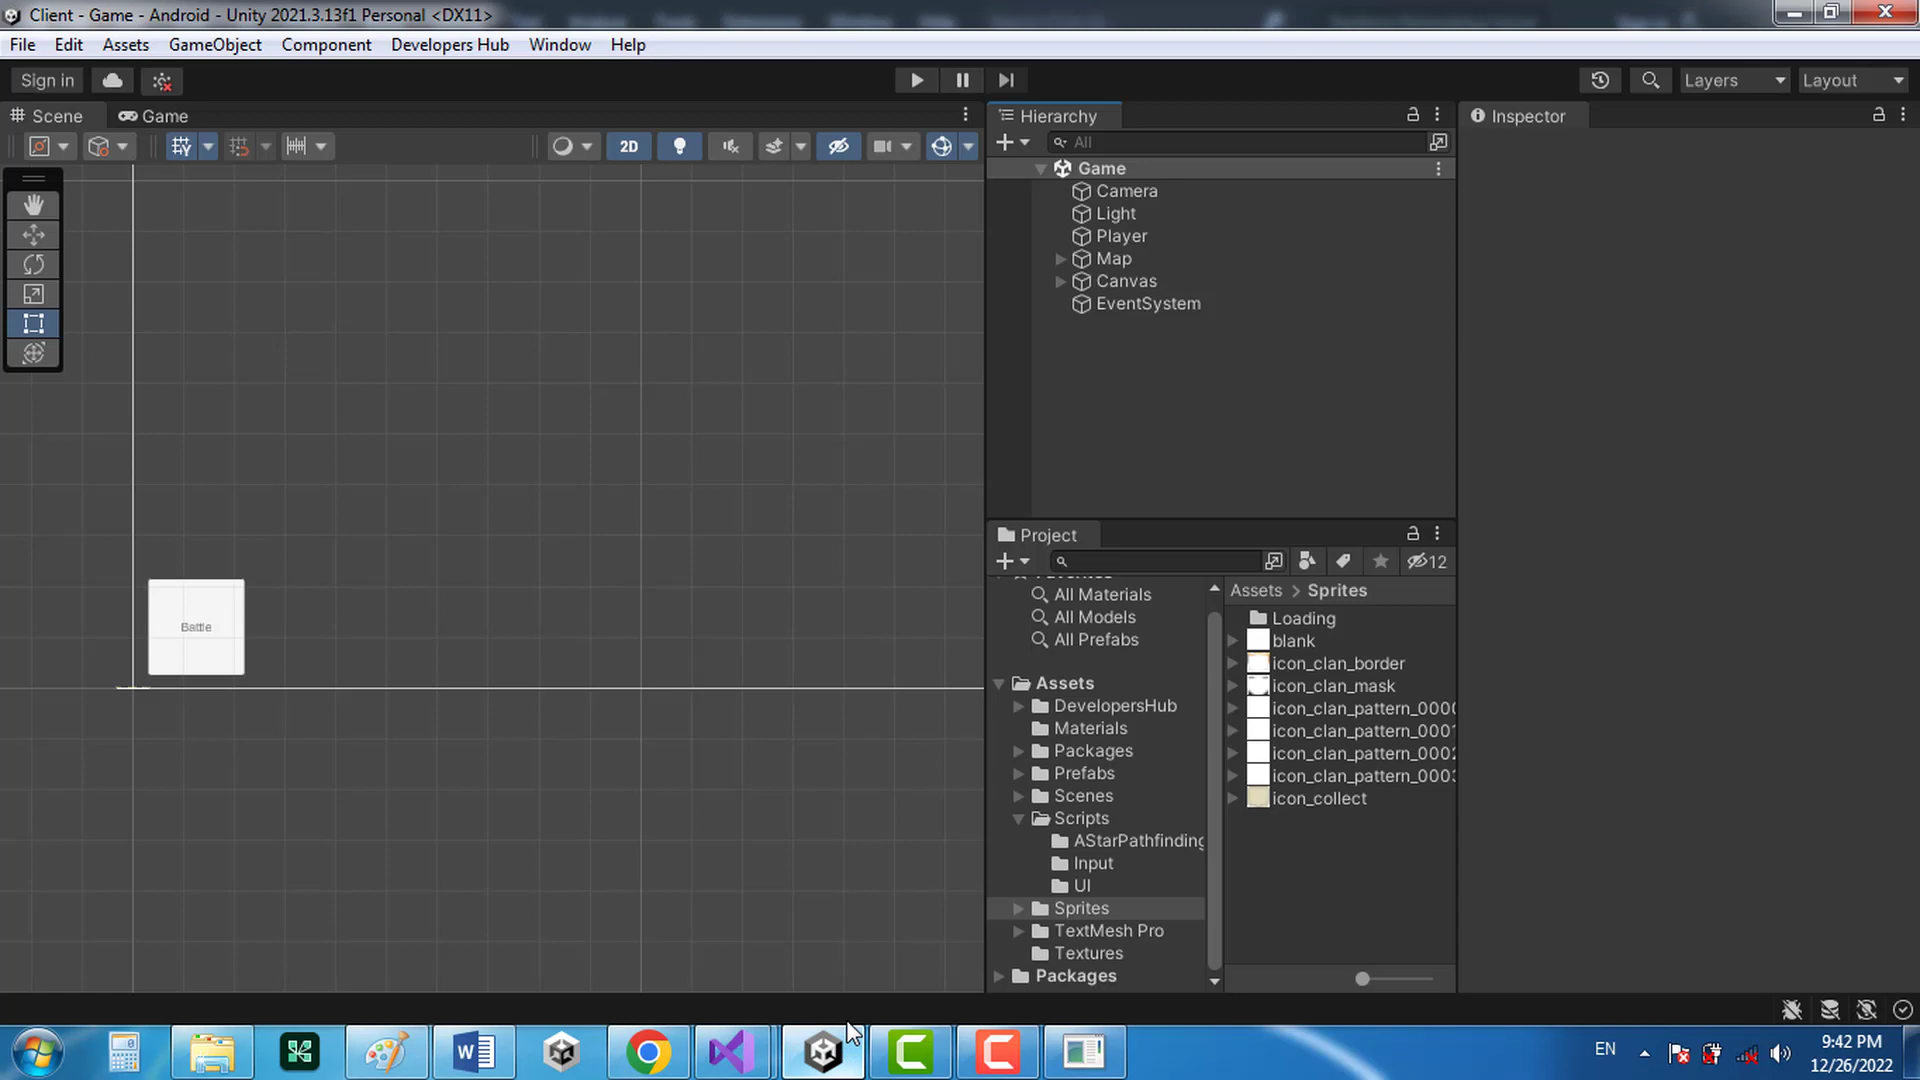 Client - Game - Android - Unity 2021.3.13f1 Personal <DX11>
File Edit Assets GameObject Component Developers Hub Window Help
Sign in
Layers
Layout
Scene
Game
2D
Battle
Hierarchy
All
Game
Camera
Light
Player
Map
Canvas
EventSystem
Project
12
All Materials
All Models
All Prefabs
Assets
DevelopersHub
Materials
Packages
Prefabs
Scenes
Scripts
AStarPathfinding
Input
UI
Sprites
TextMesh Pro
Textures
Packages
Assets > Sprites
Loading
blank
icon_clan_border
icon_clan_mask
icon_clan_pattern_000
icon_clan_pattern_0001
icon_clan_pattern_0002
icon_clan_pattern_000
icon_collect
Inspector
EN
9:42 PM
12/26/2022